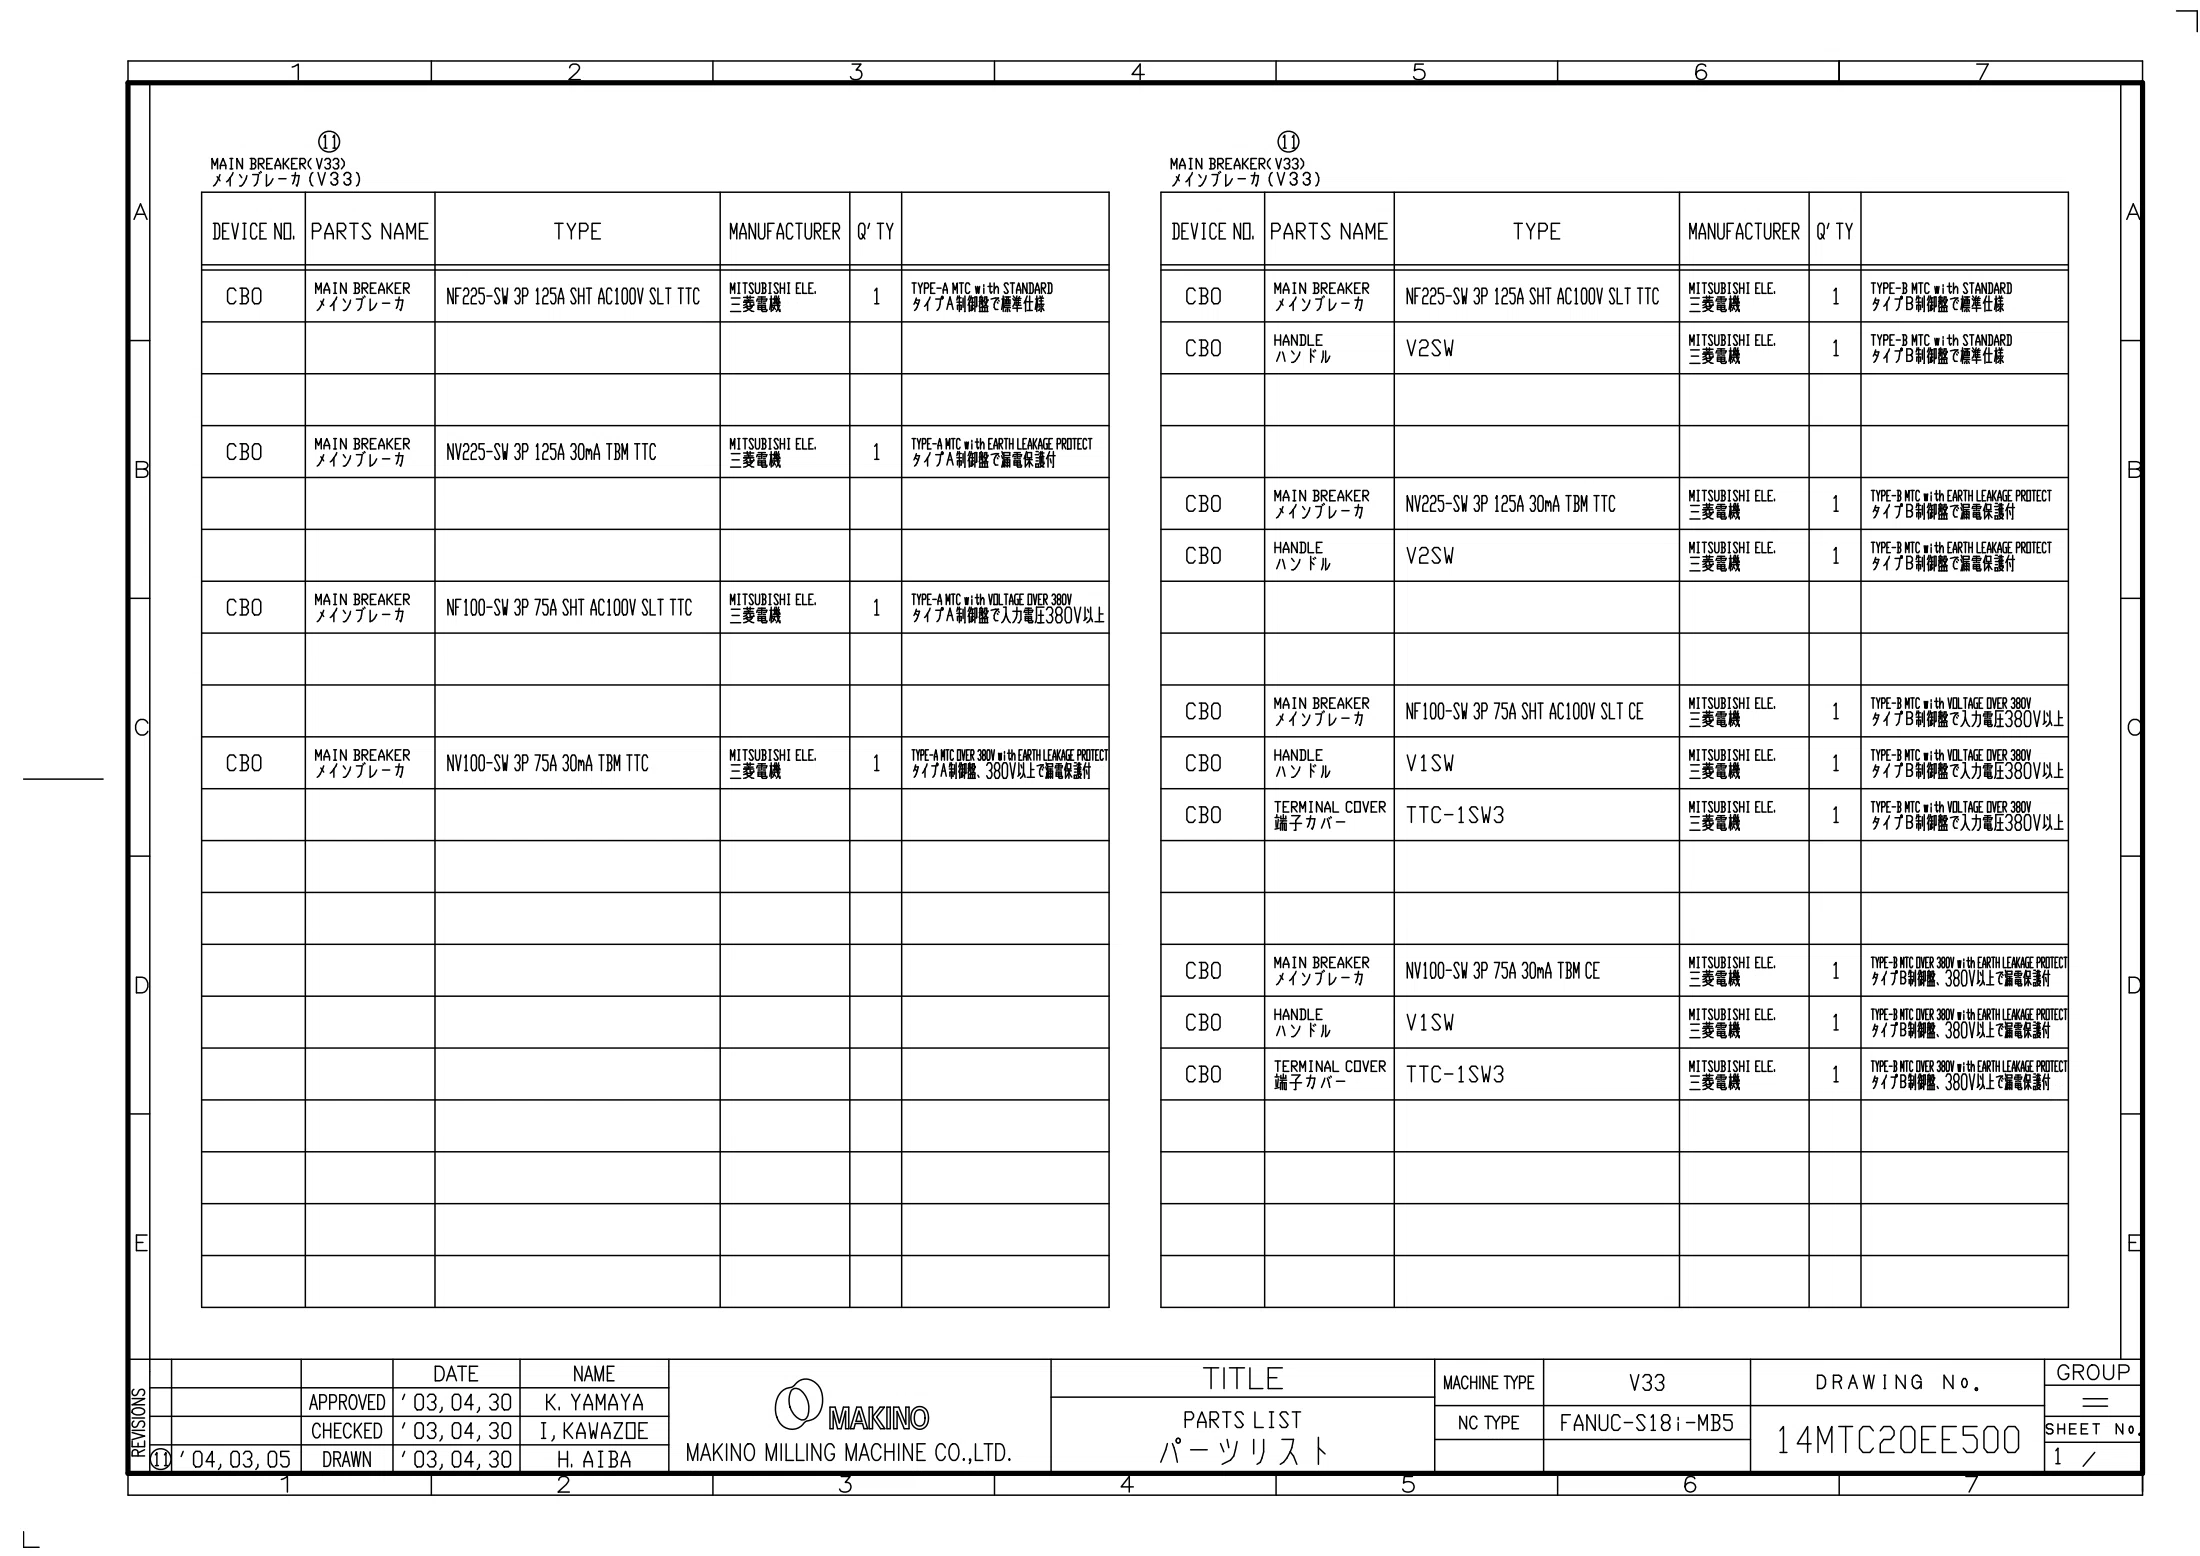 1 2 3 4 5 6 7
⑪
MAIN BREAKER(V33)
メインブレーカ(V33)
DEVICE NO. PARTS NAME TYPE MANUFACTURER Q'TY
CB0 MAIN BREAKER NF225-SW 3P 125A SHT AC100V SLT TTC MITSUBISHI ELE. 1 TYPE-A MTC with STANDARD
メインブレーカ 三菱電機 タイプA制御盤で標準仕様
CB0 MAIN BREAKER NV225-SW 3P 125A 30mA TBM TTC MITSUBISHI ELE. 1 TYPE-A MTC with EARTH LEAKAGE PROTECT
メインブレーカ 三菱電機 タイプA制御盤で漏電保護付
CB0 MAIN BREAKER NF100-SW 3P 75A SHT AC100V SLT TTC MITSUBISHI ELE. 1 TYPE-A MTC with VOLTAGE OVER 380V
メインブレーカ 三菱電機 タイプA制御盤で入力電圧380V以上
CB0 MAIN BREAKER NV100-SW 3P 75A 30mA TBM TTC MITSUBISHI ELE. 1 TYPE-A MTC OVER 380V with EARTH LEAKAGE PROTECT
メインブレーカ 三菱電機 タイプA制御盤、380V以上で漏電保護付
⑪
MAIN BREAKER(V33)
メインブレーカ(V33)
DEVICE NO. PARTS NAME TYPE MANUFACTURER Q'TY
CB0 MAIN BREAKER NF225-SW 3P 125A SHT AC100V SLT TTC MITSUBISHI ELE. 1 TYPE-B MTC with STANDARD
メインブレーカ 三菱電機 タイプB制御盤で標準仕様
CB0 HANDLE V2SW MITSUBISHI ELE. 1 TYPE-B MTC with STANDARD
ハンドル 三菱電機 タイプB制御盤で標準仕様
CB0 MAIN BREAKER NV225-SW 3P 125A 30mA TBM TTC MITSUBISHI ELE. 1 TYPE-B MTC with EARTH LEAKAGE PROTECT
メインブレーカ 三菱電機 タイプB制御盤で漏電保護付
CB0 HANDLE V2SW MITSUBISHI ELE. 1 TYPE-B MTC with EARTH LEAKAGE PROTECT
ハンドル 三菱電機 タイプB制御盤で漏電保護付
CB0 MAIN BREAKER NF100-SW 3P 75A SHT AC100V SLT CE MITSUBISHI ELE. 1 TYPE-B MTC with VOLTAGE OVER 380V
メインブレーカ 三菱電機 タイプB制御盤で入力電圧380V以上
CB0 HANDLE V1SW MITSUBISHI ELE. 1 TYPE-B MTC with VOLTAGE OVER 380V
ハンドル 三菱電機 タイプB制御盤で入力電圧380V以上
CB0 TERMINAL COVER TTC-1SW3 MITSUBISHI ELE. 1 TYPE-B MTC with VOLTAGE OVER 380V
端子カバー 三菱電機 タイプB制御盤で入力電圧380V以上
CB0 MAIN BREAKER NV100-SW 3P 75A 30mA TBM CE MITSUBISHI ELE. 1 TYPE-B MTC OVER 380V with EARTH LEAKAGE PROTECT
メインブレーカ 三菱電機 タイプB制御盤、380V以上で漏電保護付
CB0 HANDLE V1SW MITSUBISHI ELE. 1 TYPE-B MTC OVER 380V with EARTH LEAKAGE PROTECT
ハンドル 三菱電機 タイプB制御盤、380V以上で漏電保護付
CB0 TERMINAL COVER TTC-1SW3 MITSUBISHI ELE. 1 TYPE-B MTC OVER 380V with EARTH LEAKAGE PROTECT
端子カバー 三菱電機 タイプB制御盤、380V以上で漏電保護付
A A
B B
C C
D D
E E
REVISIONS
DATE NAME
APPROVED '03,04,30 K. YAMAYA
CHECKED '03,04,30 I,KAWAZOE
⑪ '04,03,05 DRAWN '03,04,30 H. AIBA
MAKINO
MAKINO MILLING MACHINE CO.,LTD.
TITLE
PARTS LIST
パーツリスト
MACHINE TYPE V33
NC TYPE FANUC-S18i-MB5
DRAWING No.
14MTC20EE500
GROUP
=
SHEET No.
1 /
1 2 3 4 5 6 7